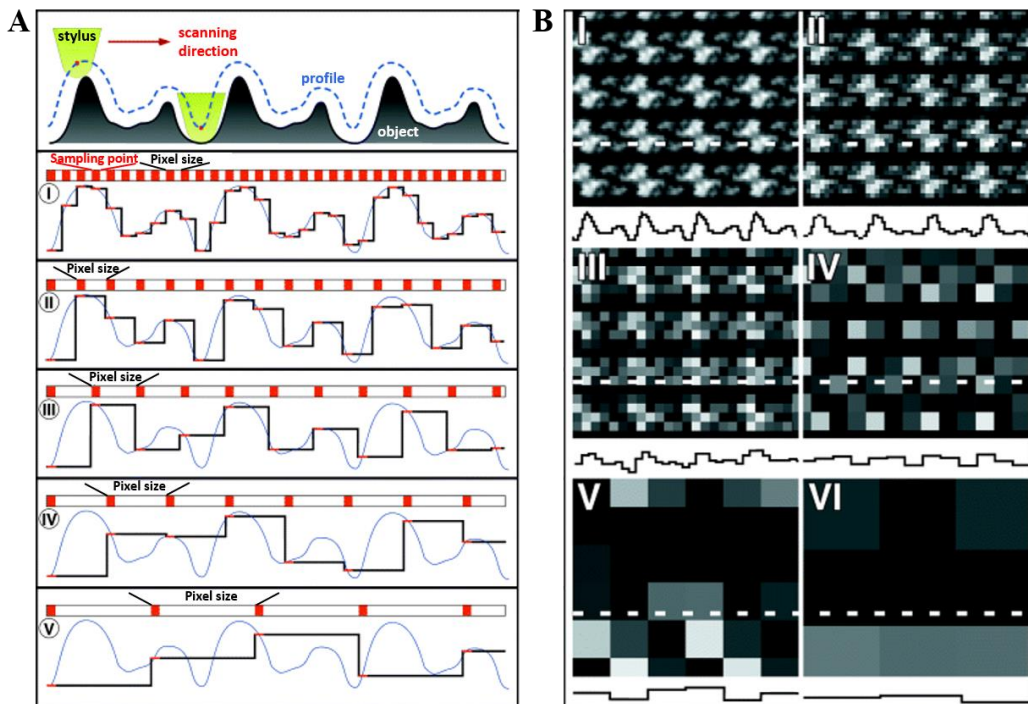 A
stylus
scanning
direction
profile
object
Sampling point
Pixel size
I
Pixel size
II
Pixel size
III
Pixel size
IV
Pixel size
V
B
I
II
III
IV
V
VI